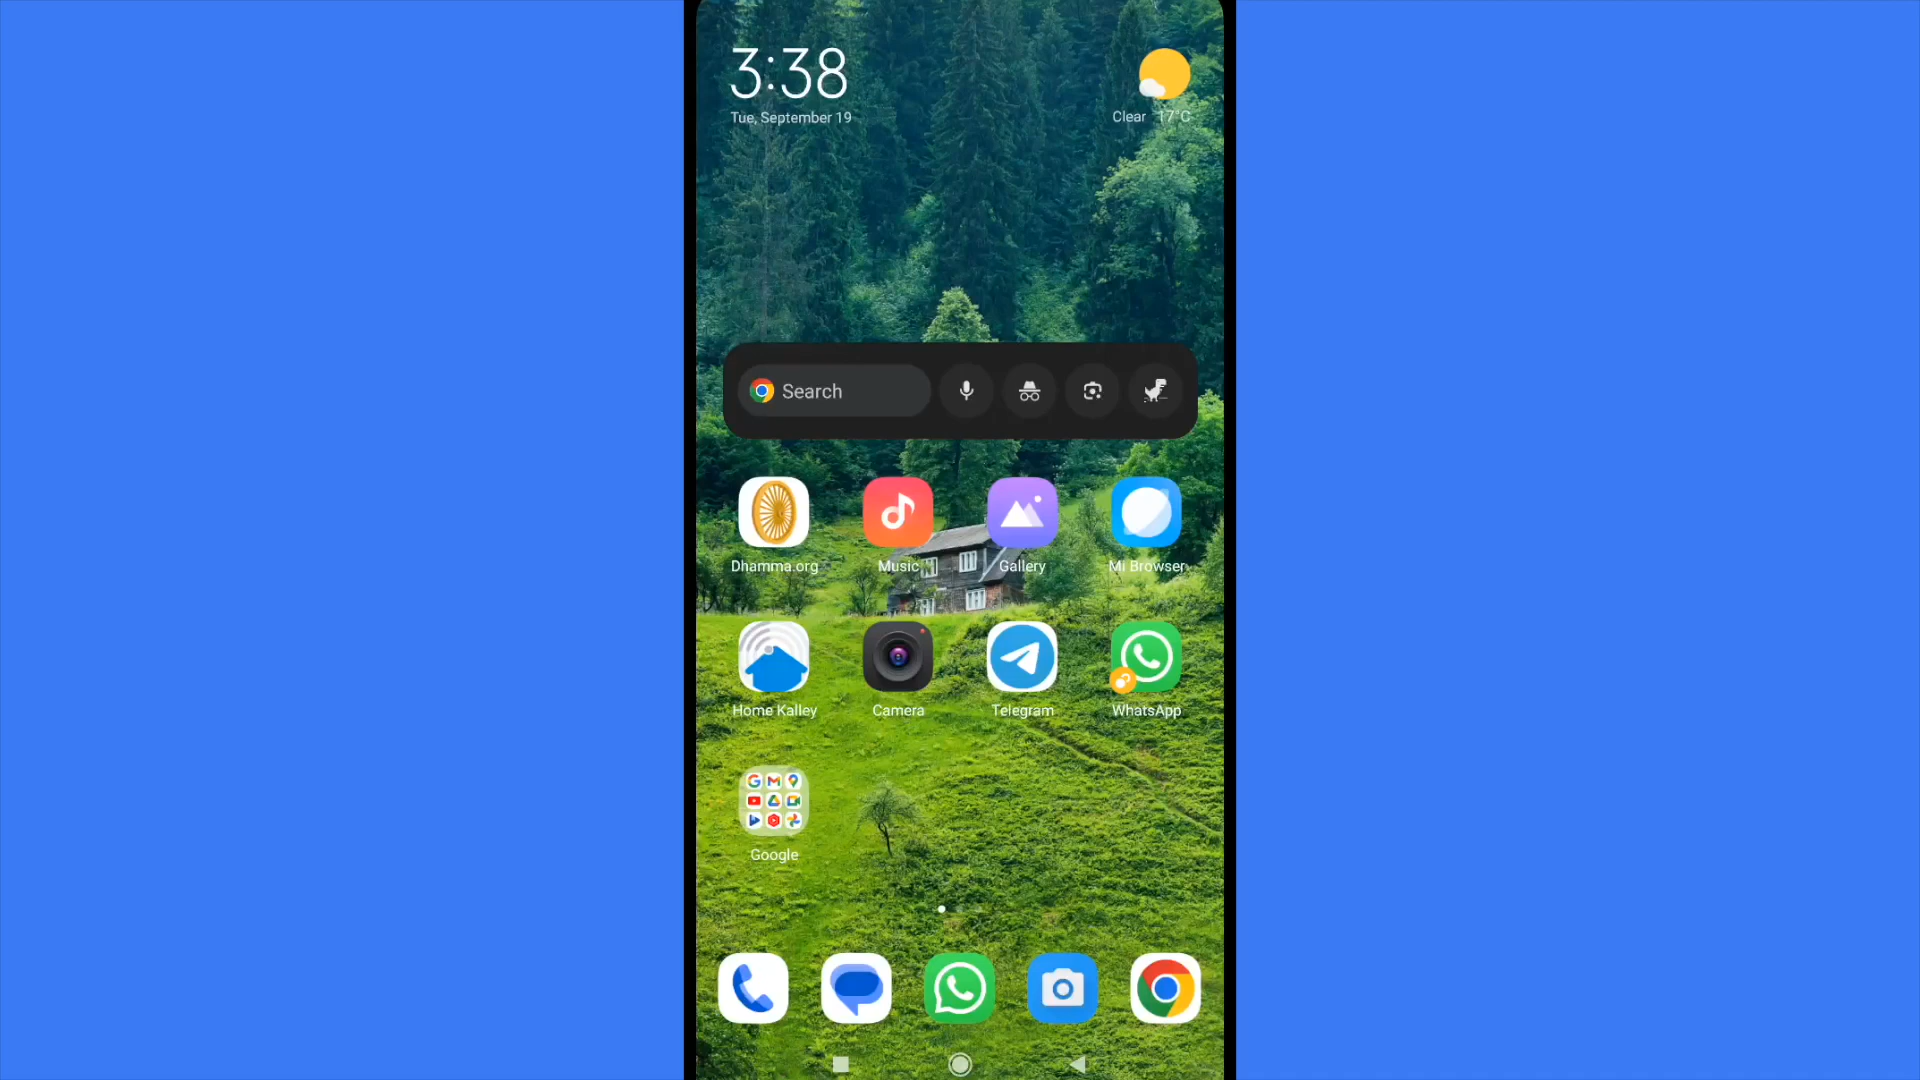 3:38
Tue, September 19
Clear 17°C
Search
Dhamma.org
Music
Gallery
Mi Browser
Home Kalley
Camera
Telegram
WhatsApp
Google